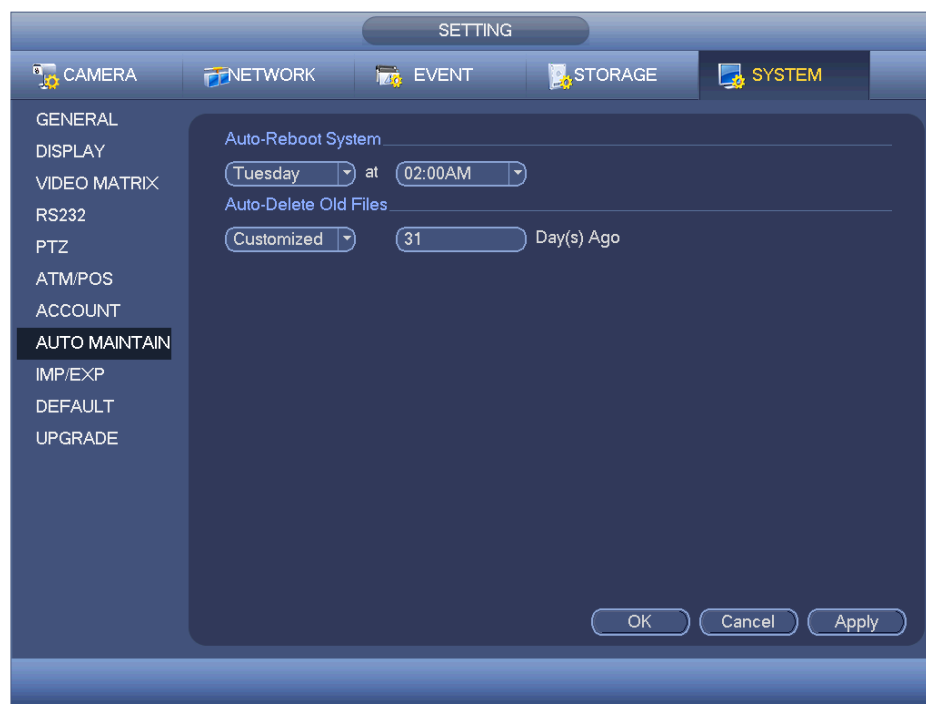 SETTING
CAMERA NETWORK EVENT STORAGE SYSTEM
GENERAL
DISPLAY
VIDEO MATRIX
RS232
PTZ
ATM/POS
ACCOUNT
AUTO MAINTAIN
IMP/EXP
DEFAULT
UPGRADE
Auto-Reboot System
Tuesday at 02:00AM
Auto-Delete Old Files
Customized 31 Day(s) Ago
OK Cancel Apply